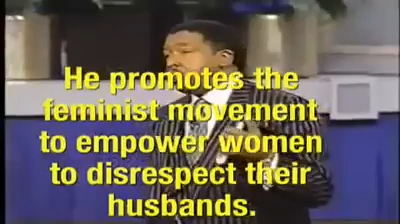 He promotes the
feminist movement
to empower women
to disrespect their
husbands.